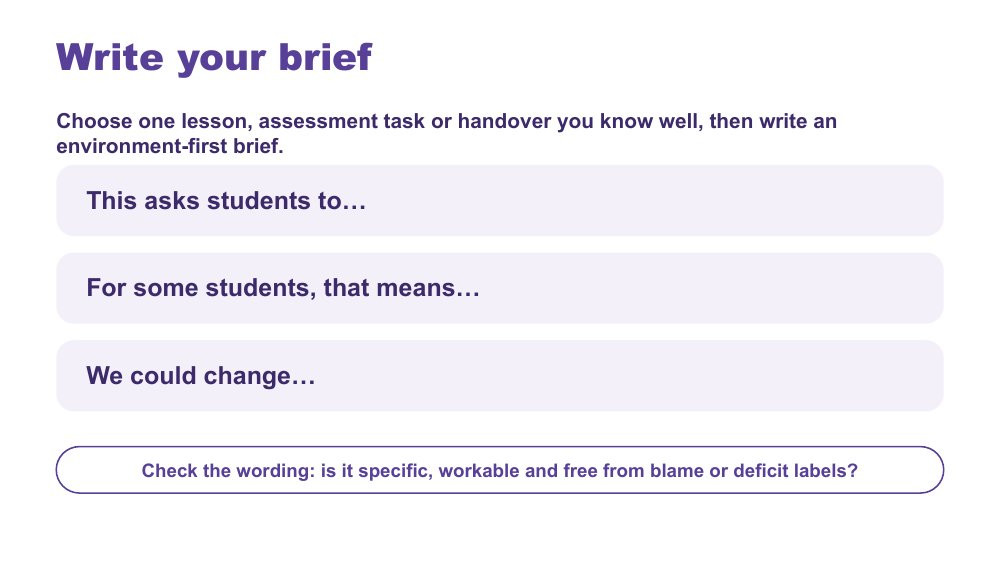 Write your brief
Choose one lesson, assessment task or handover you know well, then write an
environment-first brief.
This asks students to…
For some students, that means…
We could change…
Check the wording: is it specific, workable and free from blame or deficit labels?